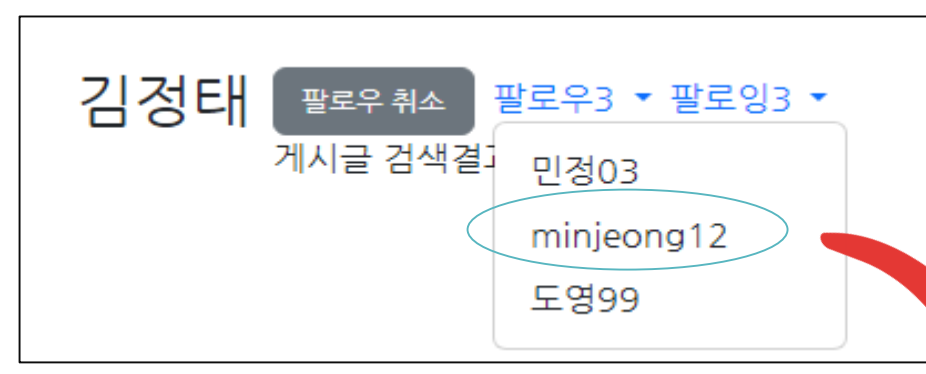 김정태 팔로우 취소 팔로우3 팔로잉3
게시글 검색결
민정03
minjeong12
도영99